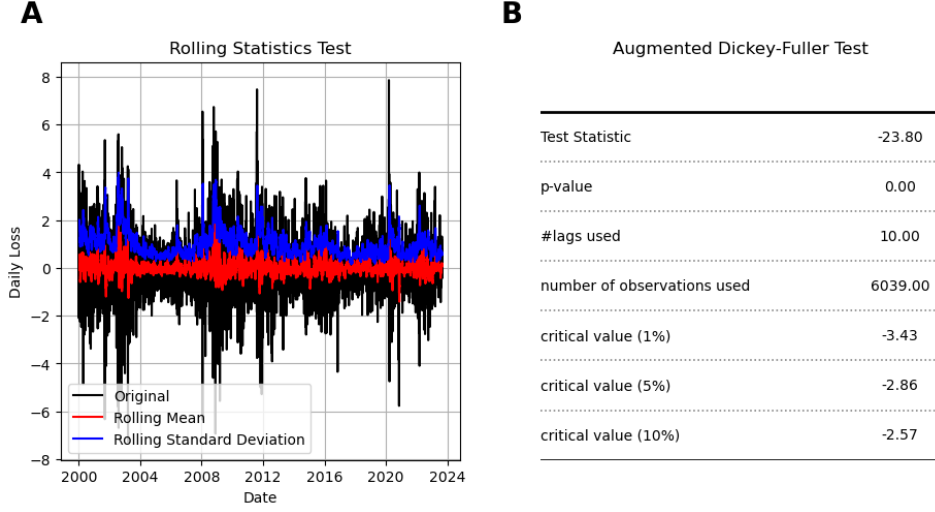 A
Rolling Statistics Test
Daily Loss
8
6
4
2
0
−2
−4
−6
−8
Original
Rolling Mean
Rolling Standard Deviation
2000 2004 2008 2012 2016 2020 2024
Date
B
Augmented Dickey-Fuller Test
Test Statistic -23.80
p-value 0.00
#lags used 10.00
number of observations used 6039.00
critical value (1%) -3.43
critical value (5%) -2.86
critical value (10%) -2.57